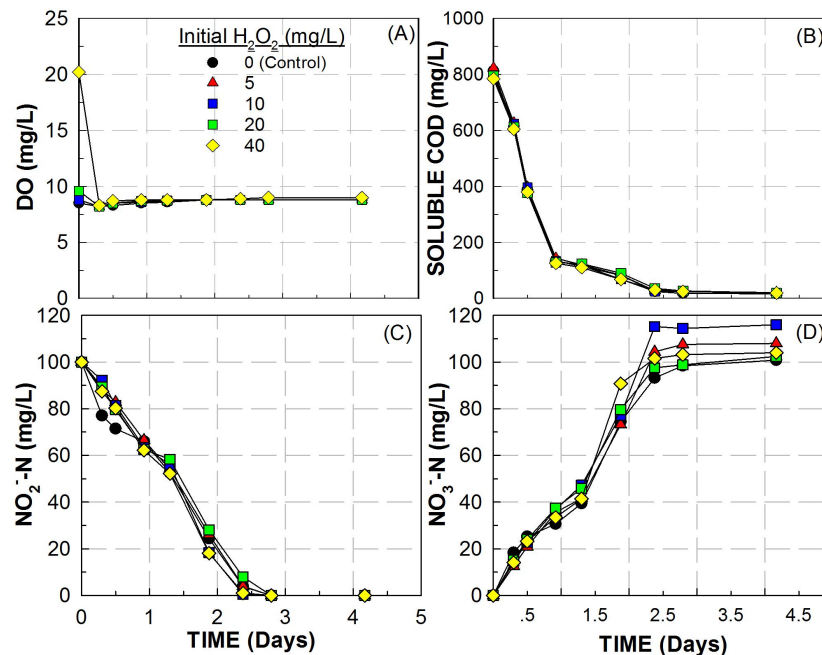 (A)
Initial H2O2 (mg/L)
0 (Control)
5
10
20
40
25
20
15
10
5
0
DO (mg/L)
(B)
1000
800
600
400
200
0
SOLUBLE COD (mg/L)
(C)
120
100
80
60
40
20
0
NO2--N (mg/L)
0 1 2 3 4 5
TIME (Days)
(D)
120
100
80
60
40
20
0
NO3--N (mg/L)
.5 1.5 2.5 3.5 4.5
TIME (Days)